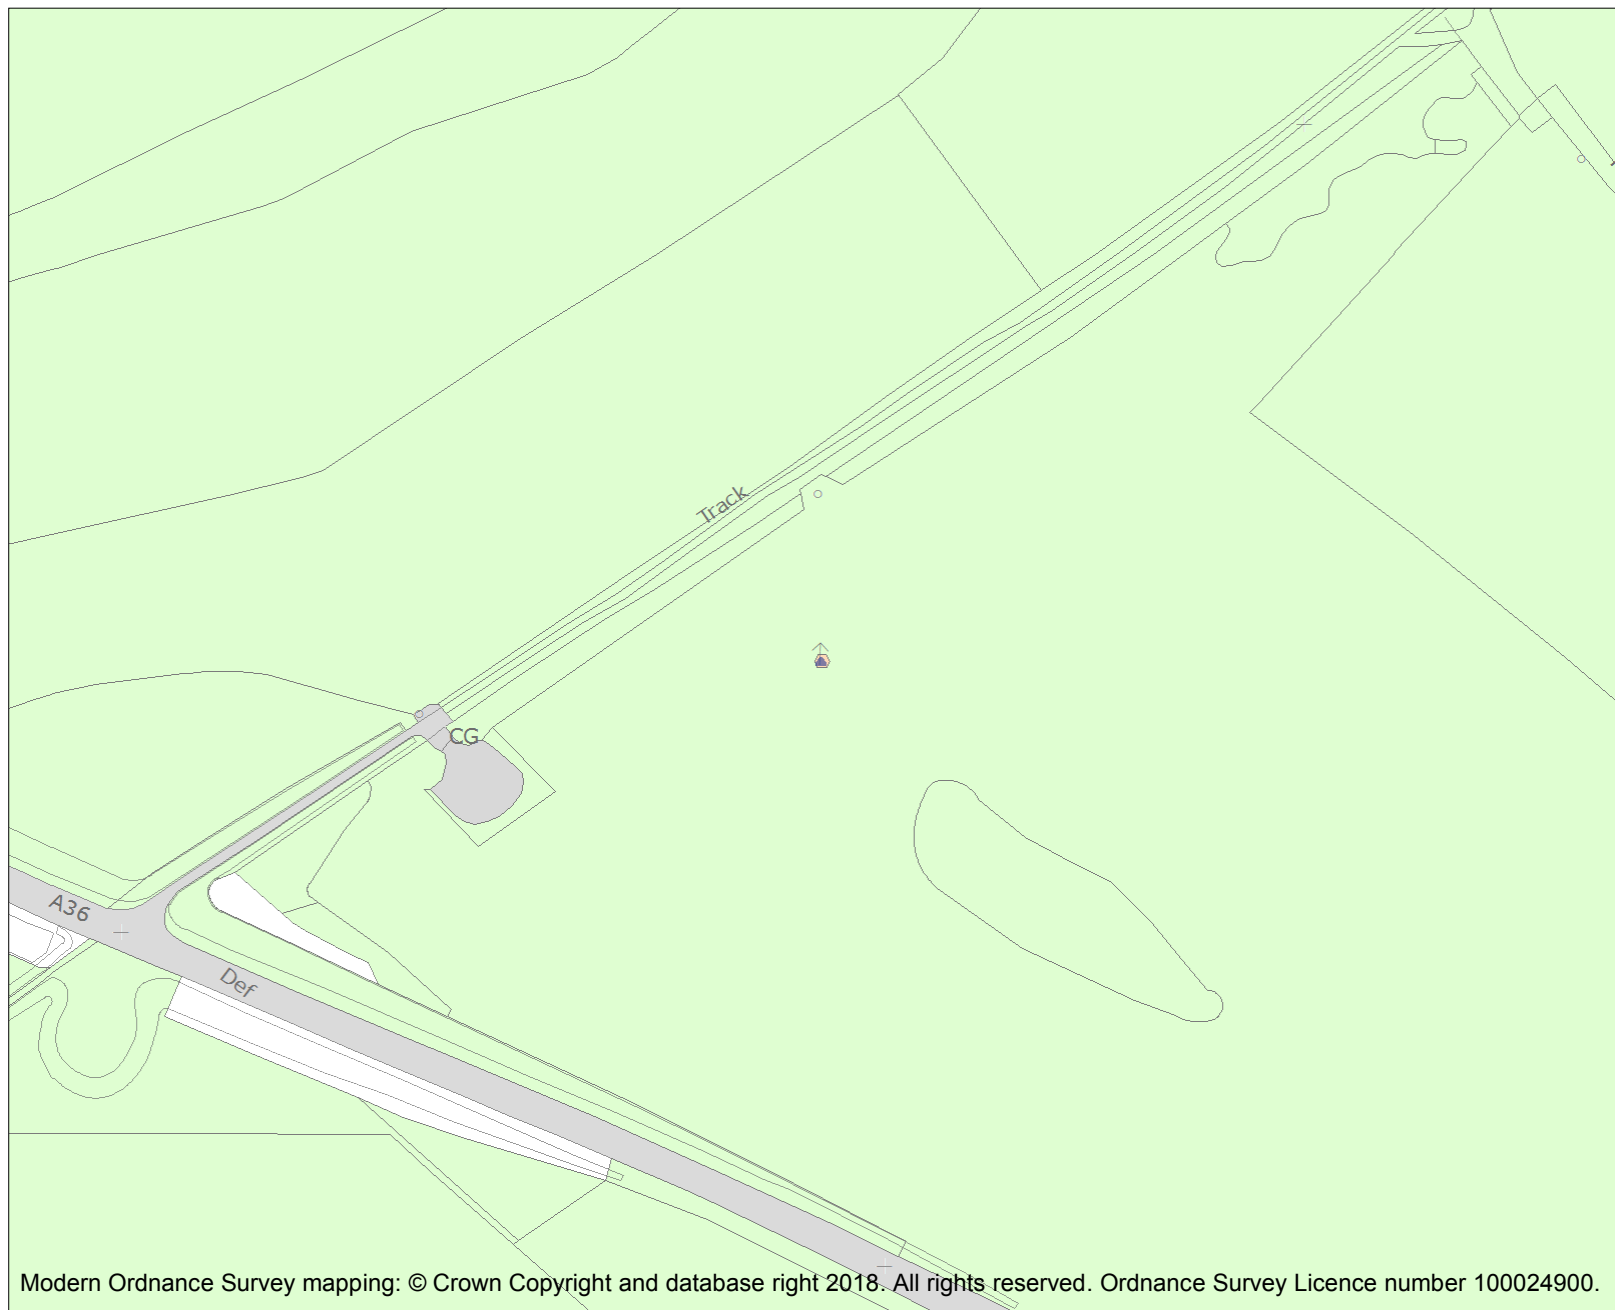 Track
CG
A36
Def
Modern Ordnance Survey mapping: © Crown Copyright and database right 2018. All rights reserved. Ordnance Survey Licence number 100024900.